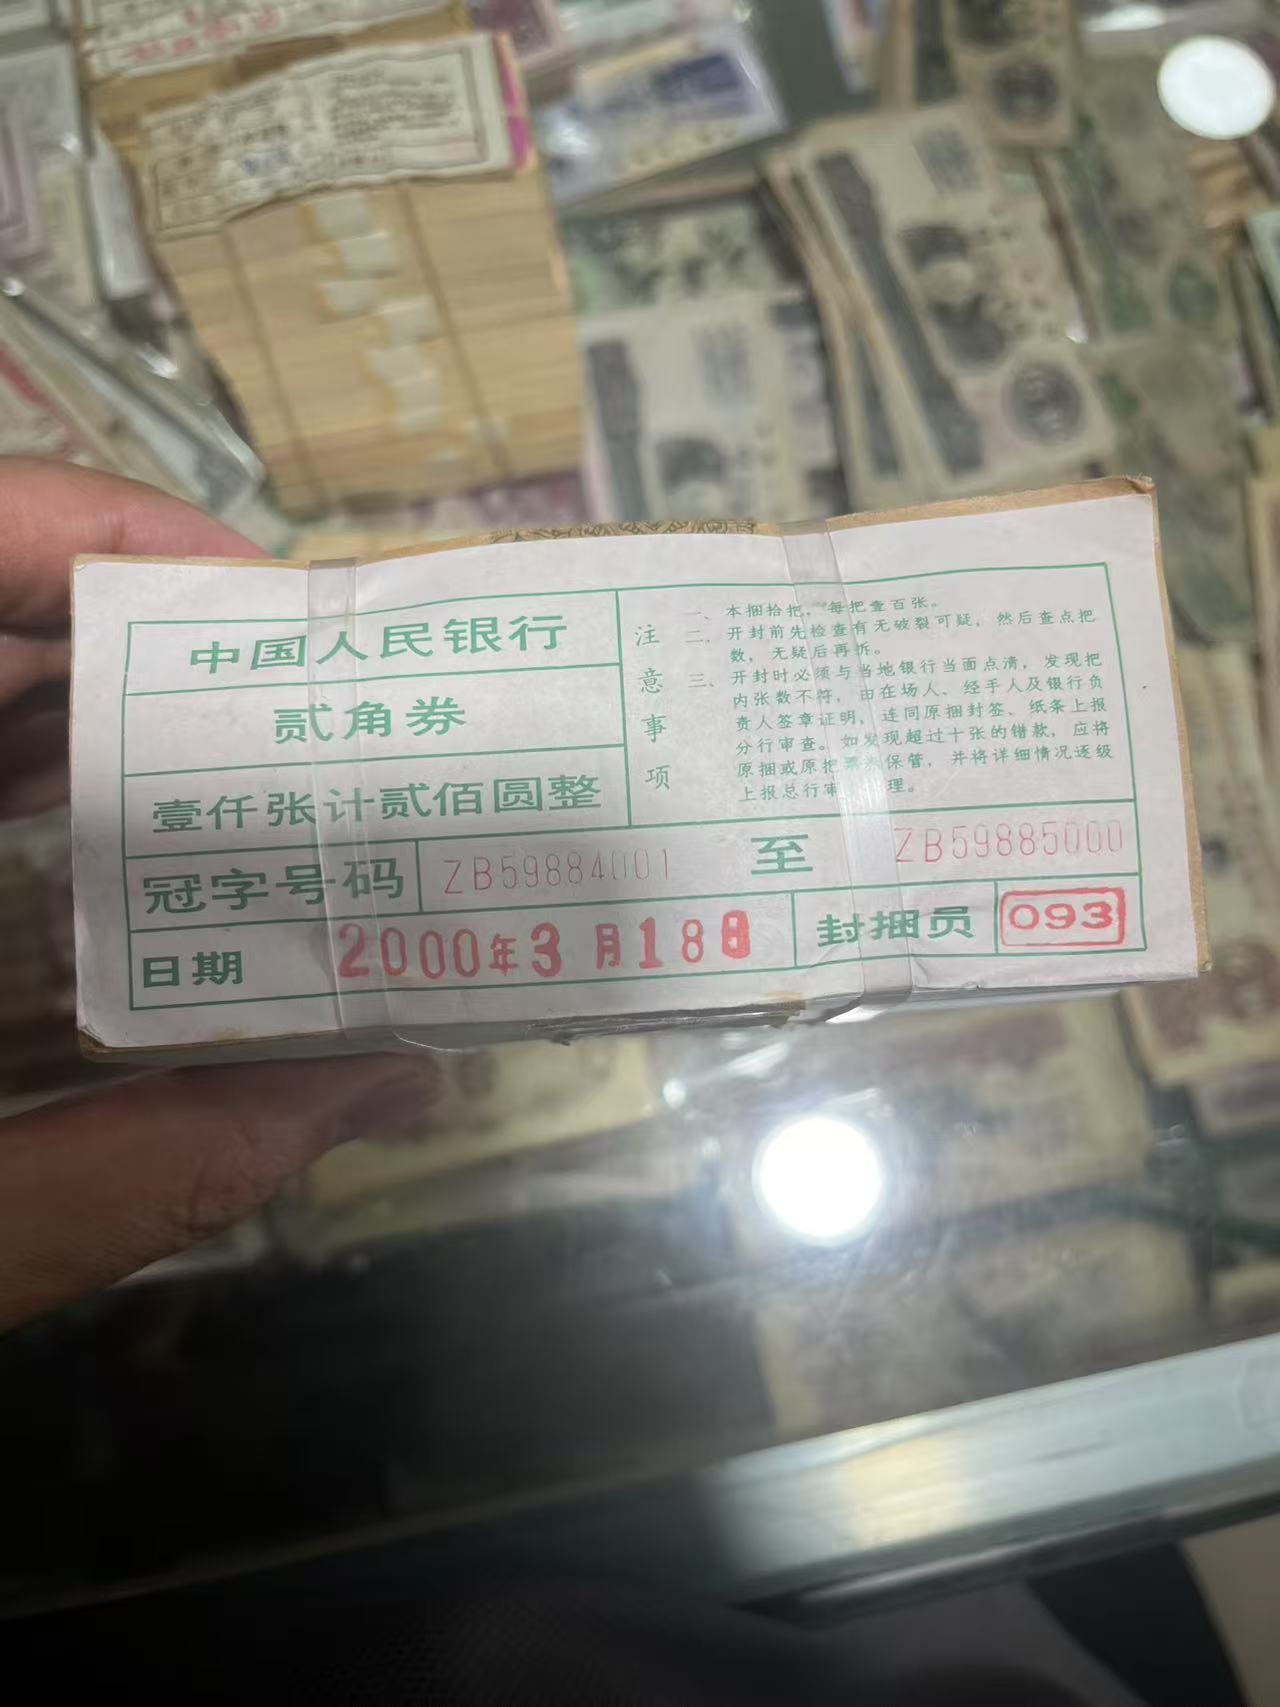 中国人民银行
贰角券
壹仟张计贰佰圆整
注意事项
一、本捆拾把，每把壹百张。
二、开封前先检查有无破裂可疑，然后查点把
数，无疑后再拆。
三、开封时必须与当地银行当面点清，发现把
内张数不符，由在场人、经手人及银行负
责人签章证明，连同原捆封签、纸条上报
分行审查。如发现超过十张的错款，应将
原捆或原把票币保管，并将详细情况逐级
上报总行审 理。
冠字号码 ZB59884001 至 ZB59885000
日期 2000年3月18日 封捆员 093